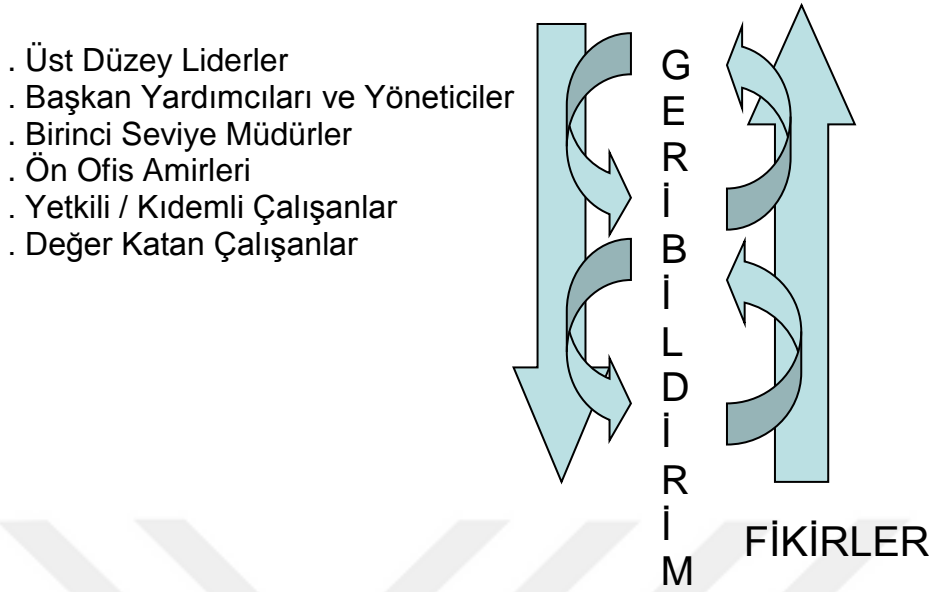 . Üst Düzey Liderler
. Başkan Yardımcıları ve Yöneticiler
. Birinci Seviye Müdürler
. Ön Ofis Amirleri
. Yetkili / Kıdemli Çalışanlar
. Değer Katan Çalışanlar
G
E
R
İ
B
İ
L
D
İ
R
İ
M
FİKİRLER